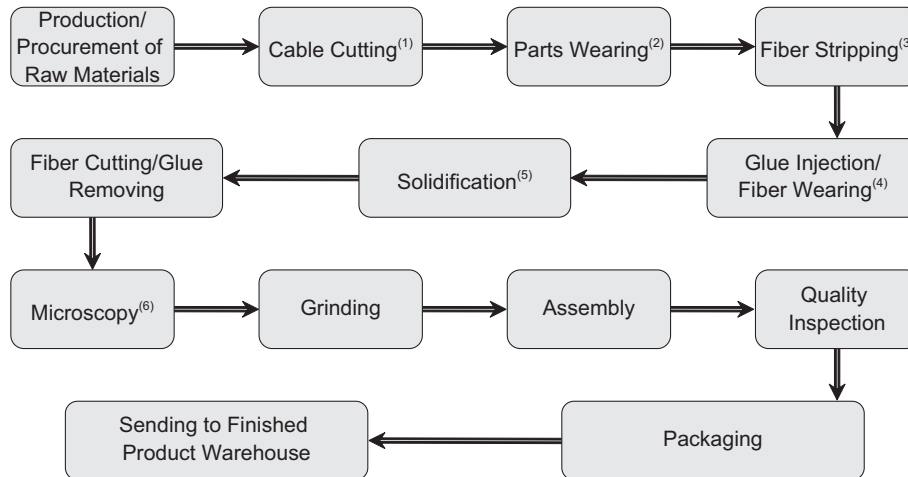 Production/
Procurement of
Raw Materials
Cable Cutting(1)
Parts Wearing(2)
Fiber Stripping(3
Glue Injection/
Fiber Wearing(4)
Solidification(5)
Fiber Cutting/Glue
Removing
Microscopy(6)
Grinding
Assembly
Quality
Inspection
Packaging
Sending to Finished
Product Warehouse